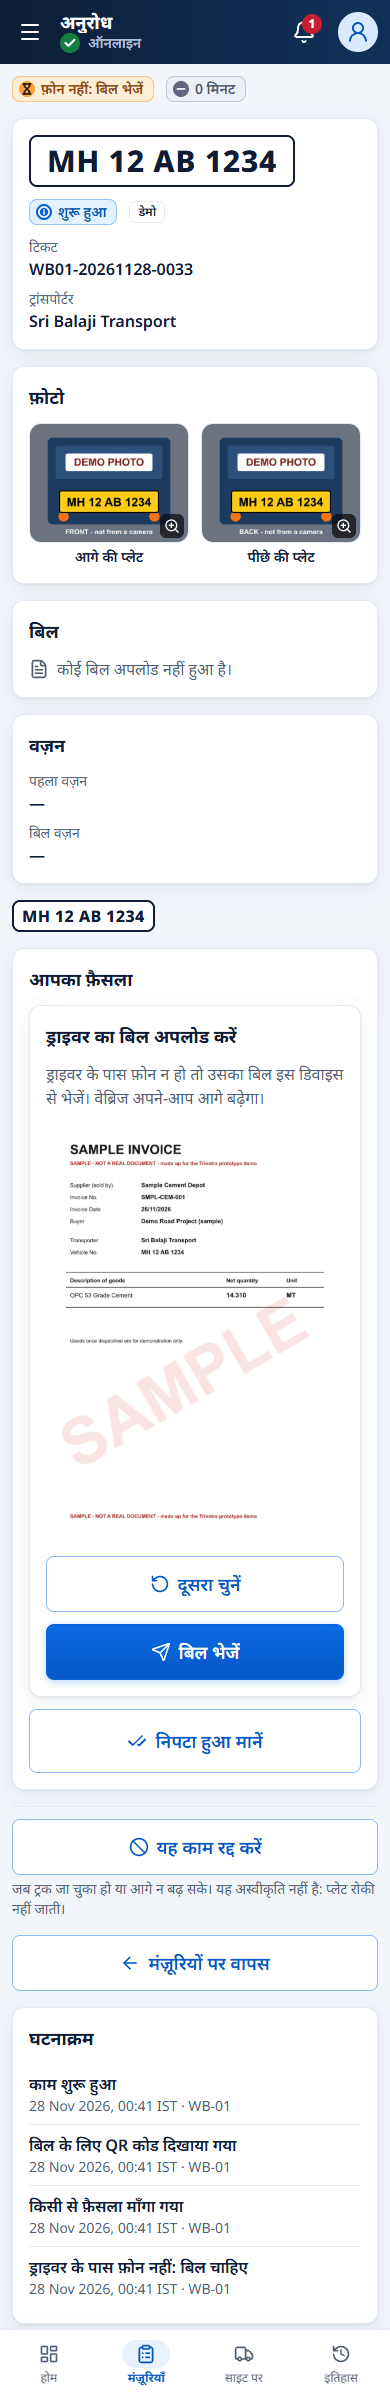 अनुरोध
ऑनलाइन
1
फ़ोन नहीं: बिल भेजें
0 मिनट
MH 12 AB 1234
शुरू हुआ
डेमो
टिकट
WB01-20261128-0033
ट्रांसपोर्टर
Sri Balaji Transport
फ़ोटो
DEMO PHOTO
MH 12 AB 1234
FRONT - not from a camera
DEMO PHOTO
MH 12 AB 1234
BACK - not from a camera
आगे की प्लेट
पीछे की प्लेट
बिल
कोई बिल अपलोड नहीं हुआ है।
वज़न
पहला वज़न
—
बिल वज़न
—
MH 12 AB 1234
आपका फ़ैसला
ड्राइवर का बिल अपलोड करें
ड्राइवर के पास फ़ोन न हो तो उसका बिल इस डिवाइस
से भेजें। वेब्रिज अपने-आप आगे बढ़ेगा।
SAMPLE INVOICE
SAMPLE - NOT A REAL DOCUMENT - made up for the Trinetra prototype demo
Supplier (sold by) Sample Cement Depot
Invoice No. SMPL-CEM-001
Invoice Date 26/11/2026
Buyer Demo Road Project (sample)
Transporter Sri Balaji Transport
Vehicle No. MH 12 AB 1234
Description of goods Net quantity Unit
OPC 53 Grade Cement 14.310 MT
Goods once dispatched are for demonstration only.
SAMPLE
SAMPLE - NOT A REAL DOCUMENT - made up for the Trinetra prototype demo
दूसरा चुनें
बिल भेजें
निपटा हुआ मानें
यह काम रद्द करें
जब ट्रक जा चुका हो या आगे न बढ़ सके। यह अस्वीकृति नहीं है: प्लेट रोकी
नहीं जाती।
मंज़ूरियों पर वापस
घटनाक्रम
काम शुरू हुआ
28 Nov 2026, 00:41 IST · WB-01
बिल के लिए QR कोड दिखाया गया
28 Nov 2026, 00:41 IST · WB-01
किसी से फ़ैसला माँगा गया
28 Nov 2026, 00:41 IST · WB-01
ड्राइवर के पास फ़ोन नहीं: बिल चाहिए
28 Nov 2026, 00:41 IST · WB-01
होम
मंज़ूरियाँ
साइट पर
इतिहास